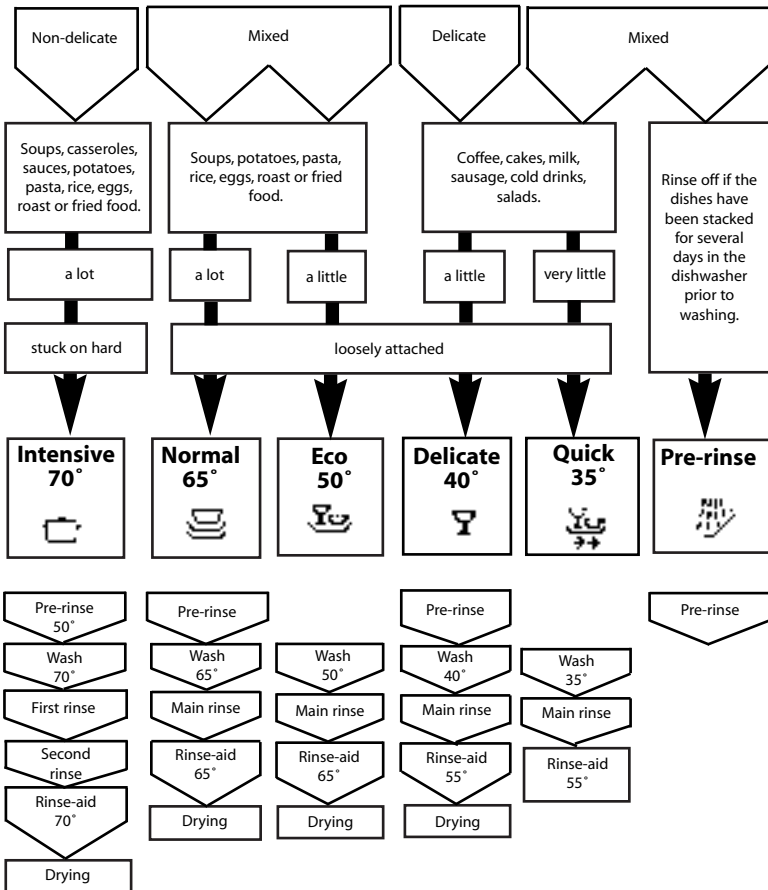 Non-delicate
Mixed
Delicate
Mixed
Soups, casseroles,
sauces, potatoes,
pasta, rice, eggs,
roast or fried food.
Soups, potatoes, pasta,
rice, eggs, roast or fried
food.
Coffee, cakes, milk,
sausage, cold drinks,
salads.
Rinse off if the
dishes have
been stacked
for several
days in the
dishwasher
prior to
washing.
a lot
a lot
a little
a little
very little
stuck on hard
loosely attached
Intensive
70˚
Normal
65˚
Eco
50˚
Delicate
40˚
Quick
35˚
Pre-rinse
Pre-rinse
50˚
Wash
70˚
First rinse
Second
rinse
Rinse-aid
70˚
Drying
Pre-rinse
Wash
65˚
Main rinse
Rinse-aid
65˚
Drying
Wash
50˚
Main rinse
Rinse-aid
65˚
Drying
Pre-rinse
Wash
40˚
Main rinse
Rinse-aid
55˚
Drying
Wash
35˚
Main rinse
Rinse-aid
55˚
Pre-rinse